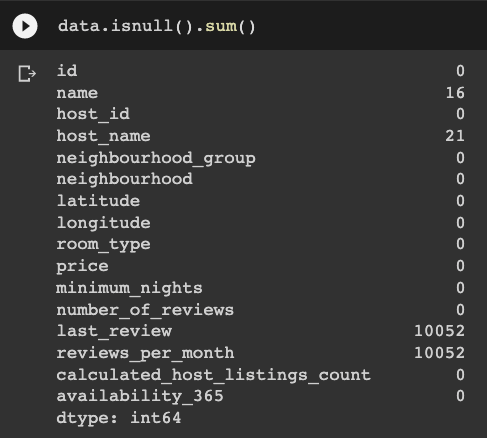 data.isnull().sum()
id 0
name 16
host_id 0
host_name 21
neighbourhood_group 0
neighbourhood 0
latitude 0
longitude 0
room_type 0
price 0
minimum_nights 0
number_of_reviews 0
last_review 10052
reviews_per_month 10052
calculated_host_listings_count 0
availability_365 0
dtype: int64